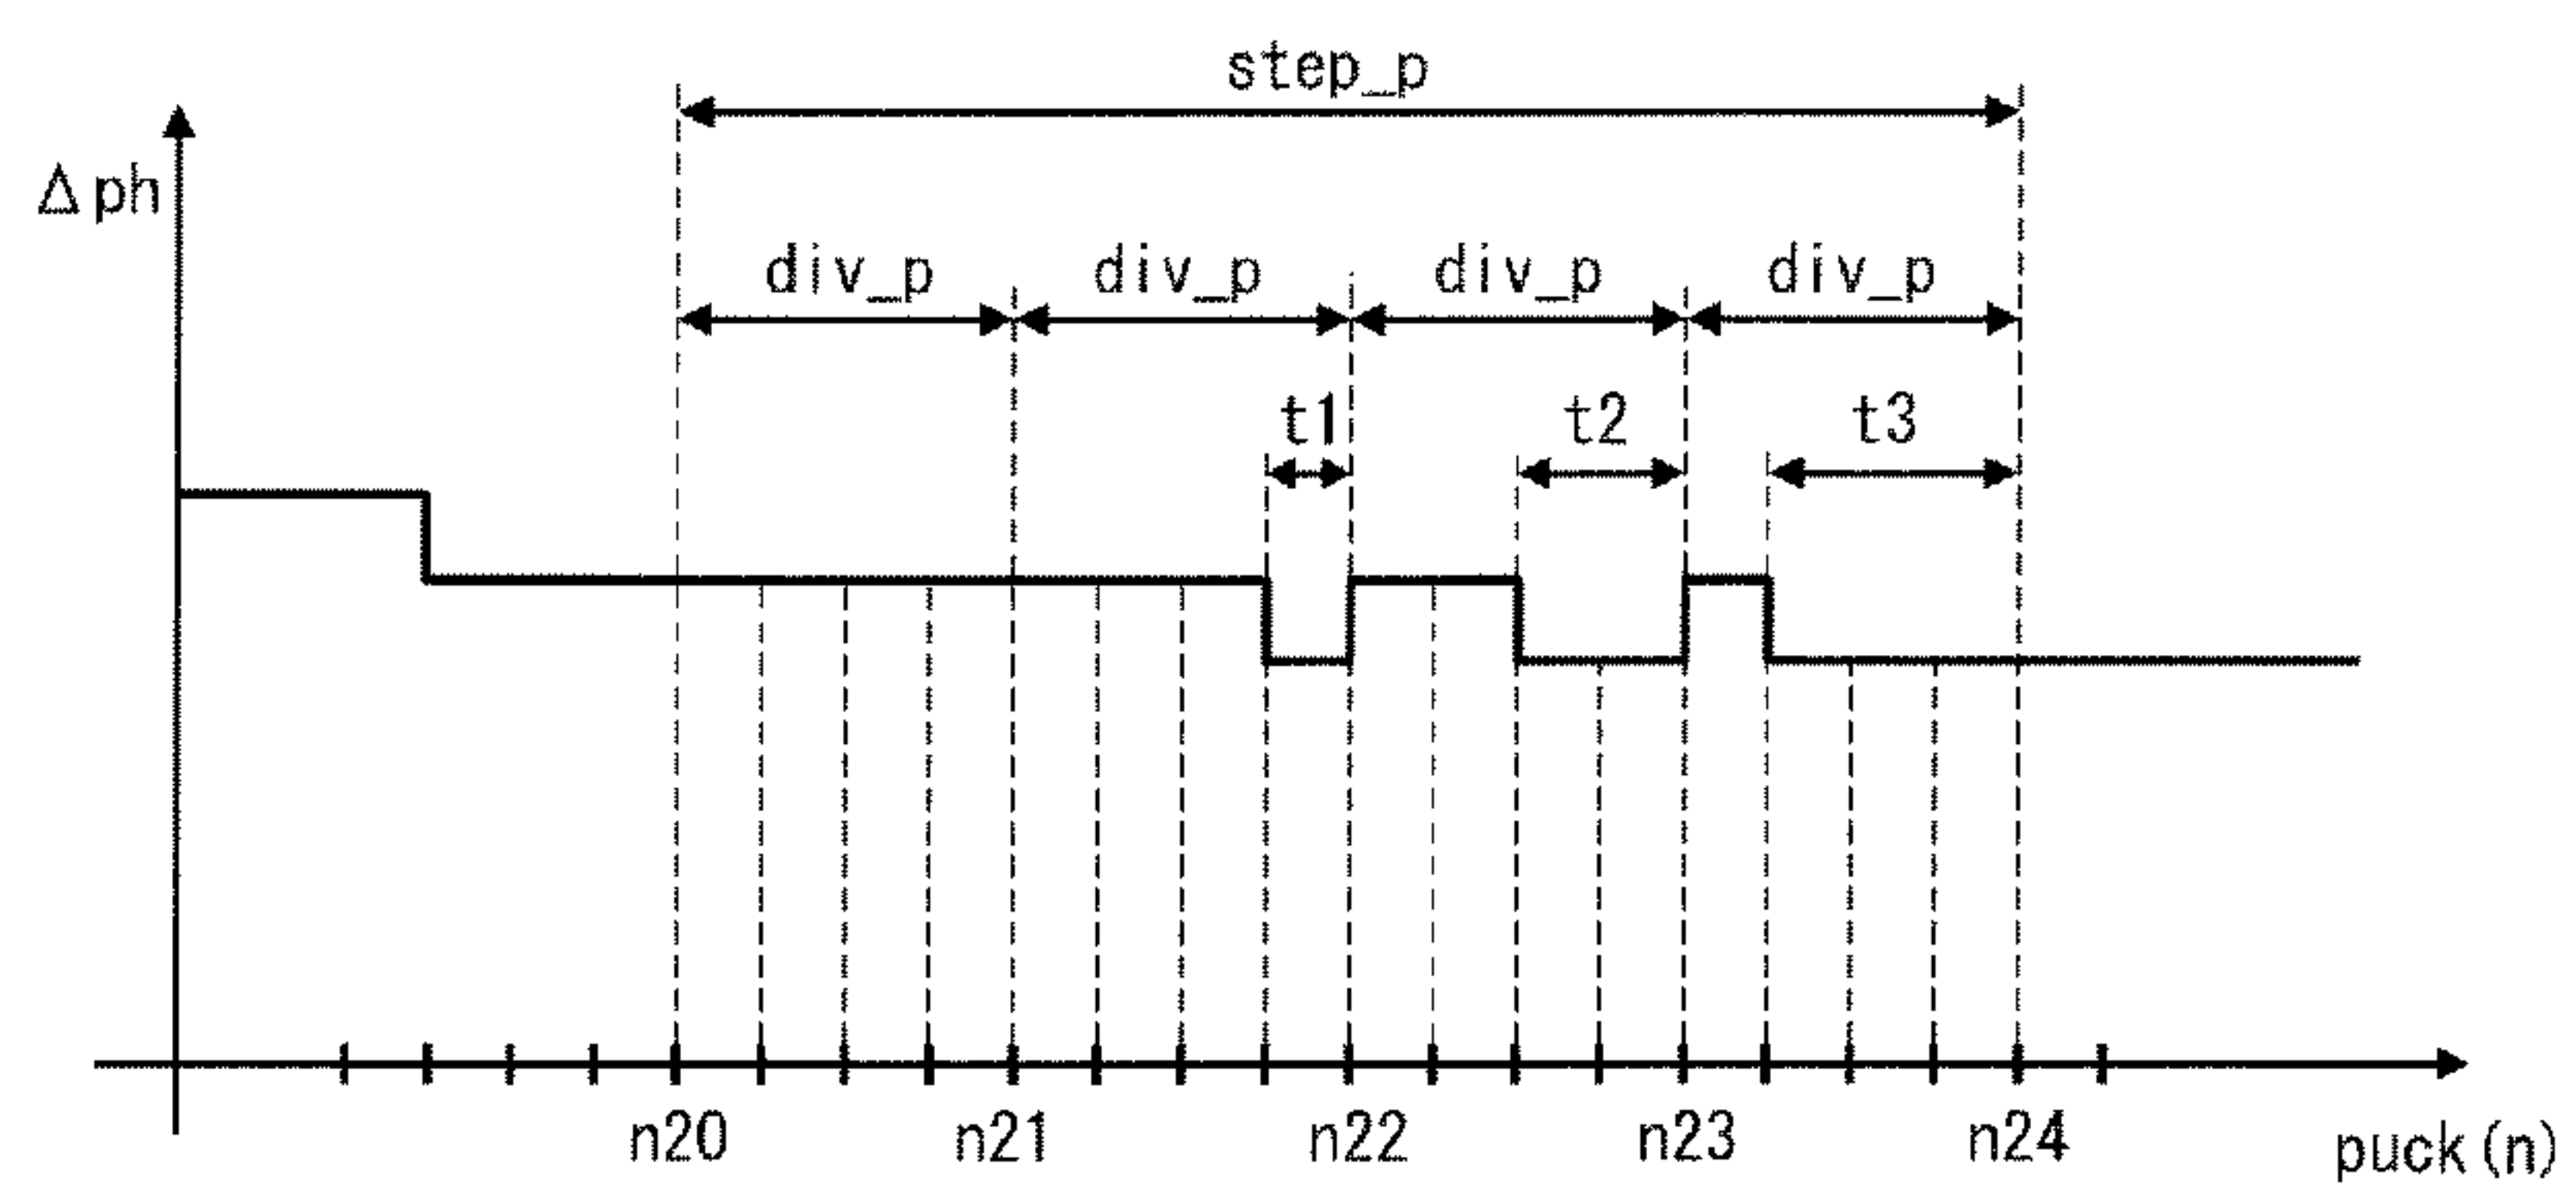 step_p
Δph
div_p div_p div_p div_p
t1 t2 t3
n20 n21 n22 n23 n24 puck(n)